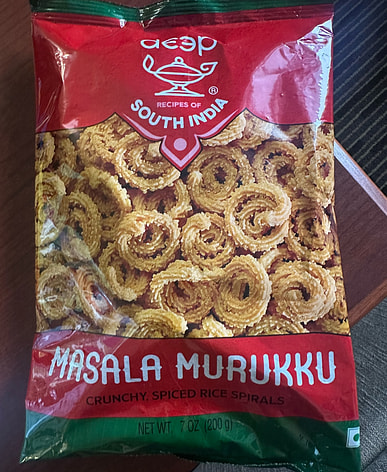 deep
®
RECIPES OF
SOUTH INDIA
MASALA MURUKKU
CRUNCHY, SPICED RICE SPIRALS
NET WT. 7 OZ (200 g)